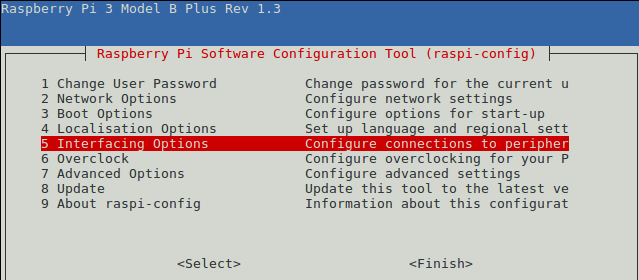 Raspberry Pi 3 Model B Plus Rev 1.3
Raspberry Pi Software Configuration Tool (raspi-config)
1 Change User Password Change password for the current u
2 Network Options Configure network settings
3 Boot Options Configure options for start-up
4 Localisation Options Set up language and regional sett
5 Interfacing Options Configure connections to peripher
6 Overclock Configure overclocking for your P
7 Advanced Options Configure advanced settings
8 Update Update this tool to the latest ve
9 About raspi-config Information about this configurat
<Select> <Finish>